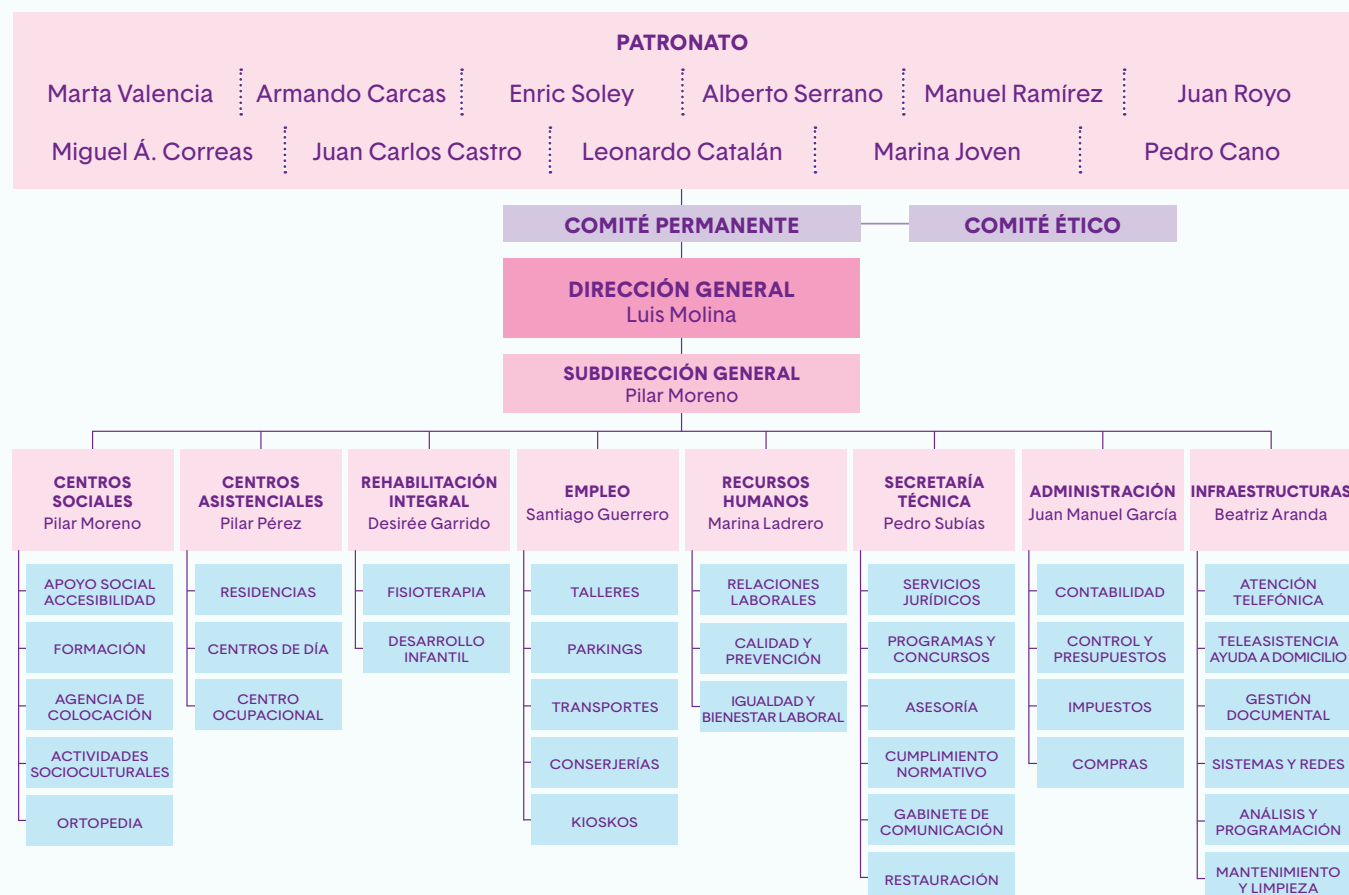 PATRONATO
Marta Valencia Armando Carcas Enric Soley Alberto Serrano Manuel Ramírez Juan Royo
Miguel Á. Correas Juan Carlos Castro Leonardo Catalán Marina Joven Pedro Cano
COMITÉ PERMANENTE
COMITÉ ÉTICO
DIRECCIÓN GENERAL
Luis Molina
SUBDIRECCIÓN GENERAL
Pilar Moreno
CENTROS
SOCIALES
Pilar Moreno
APOYO SOCIAL
ACCESIBILIDAD
FORMACIÓN
AGENCIA DE
COLOCACIÓN
ACTIVIDADES
SOCIOCULTURALES
ORTOPEDIA
CENTROS
ASISTENCIALES
Pilar Pérez
RESIDENCIAS
CENTROS DE DÍA
CENTRO
OCUPACIONAL
REHABILITACIÓN
INTEGRAL
Desirée Garrido
FISIOTERAPIA
DESARROLLO
INFANTIL
EMPLEO
Santiago Guerrero
TALLERES
PARKINGS
TRANSPORTES
CONSERJERÍAS
KIOSKOS
RECURSOS
HUMANOS
Marina Ladrero
RELACIONES
LABORALES
CALIDAD Y
PREVENCIÓN
IGUALDAD Y
BIENESTAR LABORAL
SECRETARÍA
TÉCNICA
Pedro Subías
SERVICIOS
JURÍDICOS
PROGRAMAS Y
CONCURSOS
ASESORÍA
CUMPLIMIENTO
NORMATIVO
GABINETE DE
COMUNICACIÓN
RESTAURACIÓN
ADMINISTRACIÓN
Juan Manuel García
CONTABILIDAD
CONTROL Y
PRESUPUESTOS
IMPUESTOS
COMPRAS
INFRAESTRUCTURAS
Beatriz Aranda
ATENCIÓN
TELEFÓNICA
TELEASISTENCIA
AYUDA A DOMICILIO
GESTIÓN
DOCUMENTAL
SISTEMAS Y REDES
ANÁLISIS Y
PROGRAMACIÓN
MANTENIMIENTO
Y LIMPIEZA